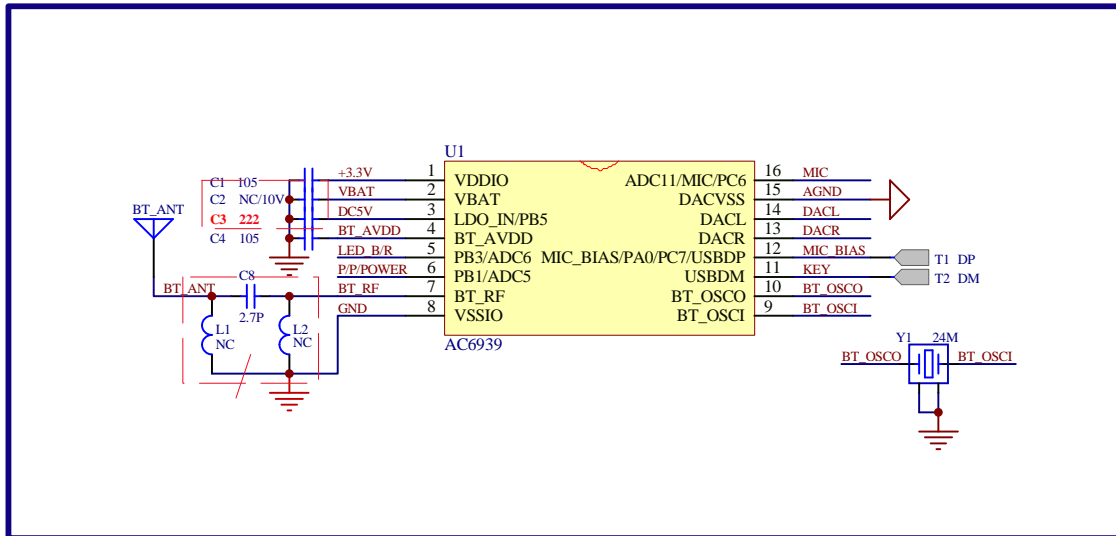 U1
C1 105
C2 NC/10V
C3 222
C4 105
+3.3V 1 VDDIO
VBAT 2 VBAT
DC5V 3 LDO_IN/PB5
BT_AVDD 4 BT_AVDD
LED_B/R 5 PB3/ADC6
P/P/POWER 6 PB1/ADC5
BT_RF 7 BT_RF
GND 8 VSSIO
ADC11/MIC/PC6 16 MIC
DACVSS 15 AGND
DACL 14 DACL
DACR 13 DACR
MIC_BIAS/PA0/PC7/USBDP 12 MIC_BIAS T1 DP
USBDM 11 KEY T2 DM
BT_OSCO 10 BT_OSCO
BT_OSCI 9 BT_OSCI
AC6939
BT_ANT
BT_ANT
C8
2.7P
L1
NC
L2
NC
Y1 24M
BT_OSCO BT_OSCI